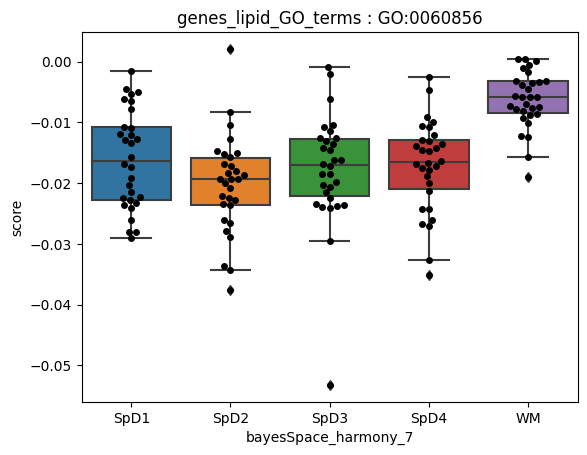 genes_lipid_GO_terms : GO:0060856
0.00
−0.01
−0.02
−0.03
−0.04
−0.05
score
SpD1 SpD2 SpD3 SpD4 WM
bayesSpace_harmony_7